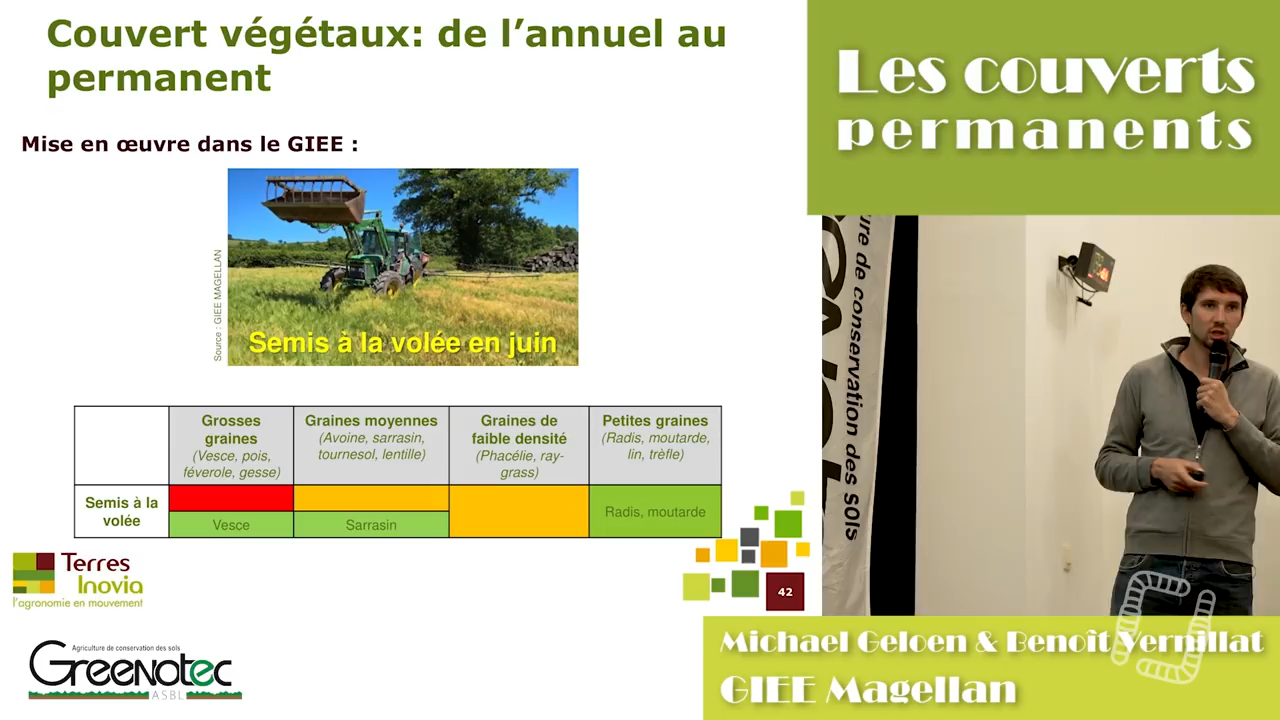 Couvert végétaux: de l’annuel au
permanent
Mise en œuvre dans le GIEE :
Source : GIEE MAGELLAN
Semis à la volée en juin
Grosses
graines
(Vesce, pois,
féverole, gesse)
Graines moyennes
(Avoine, sarrasin,
tournesol, lentille)
Graines de
faible densité
(Phacélie, ray-
grass)
Petites graines
(Radis, moutarde,
lin, trèfle)
Semis à la
volée
Vesce
Sarrasin
Radis, moutarde
Terres
Inovia
l’agronomie en mouvement
42
Agriculture de conservation des sols
Greenotec
ASBL
Les couverts
permanents
ure de conservation des sols
Michael Geloen & Benoît Vernillat
GIEE Magellan